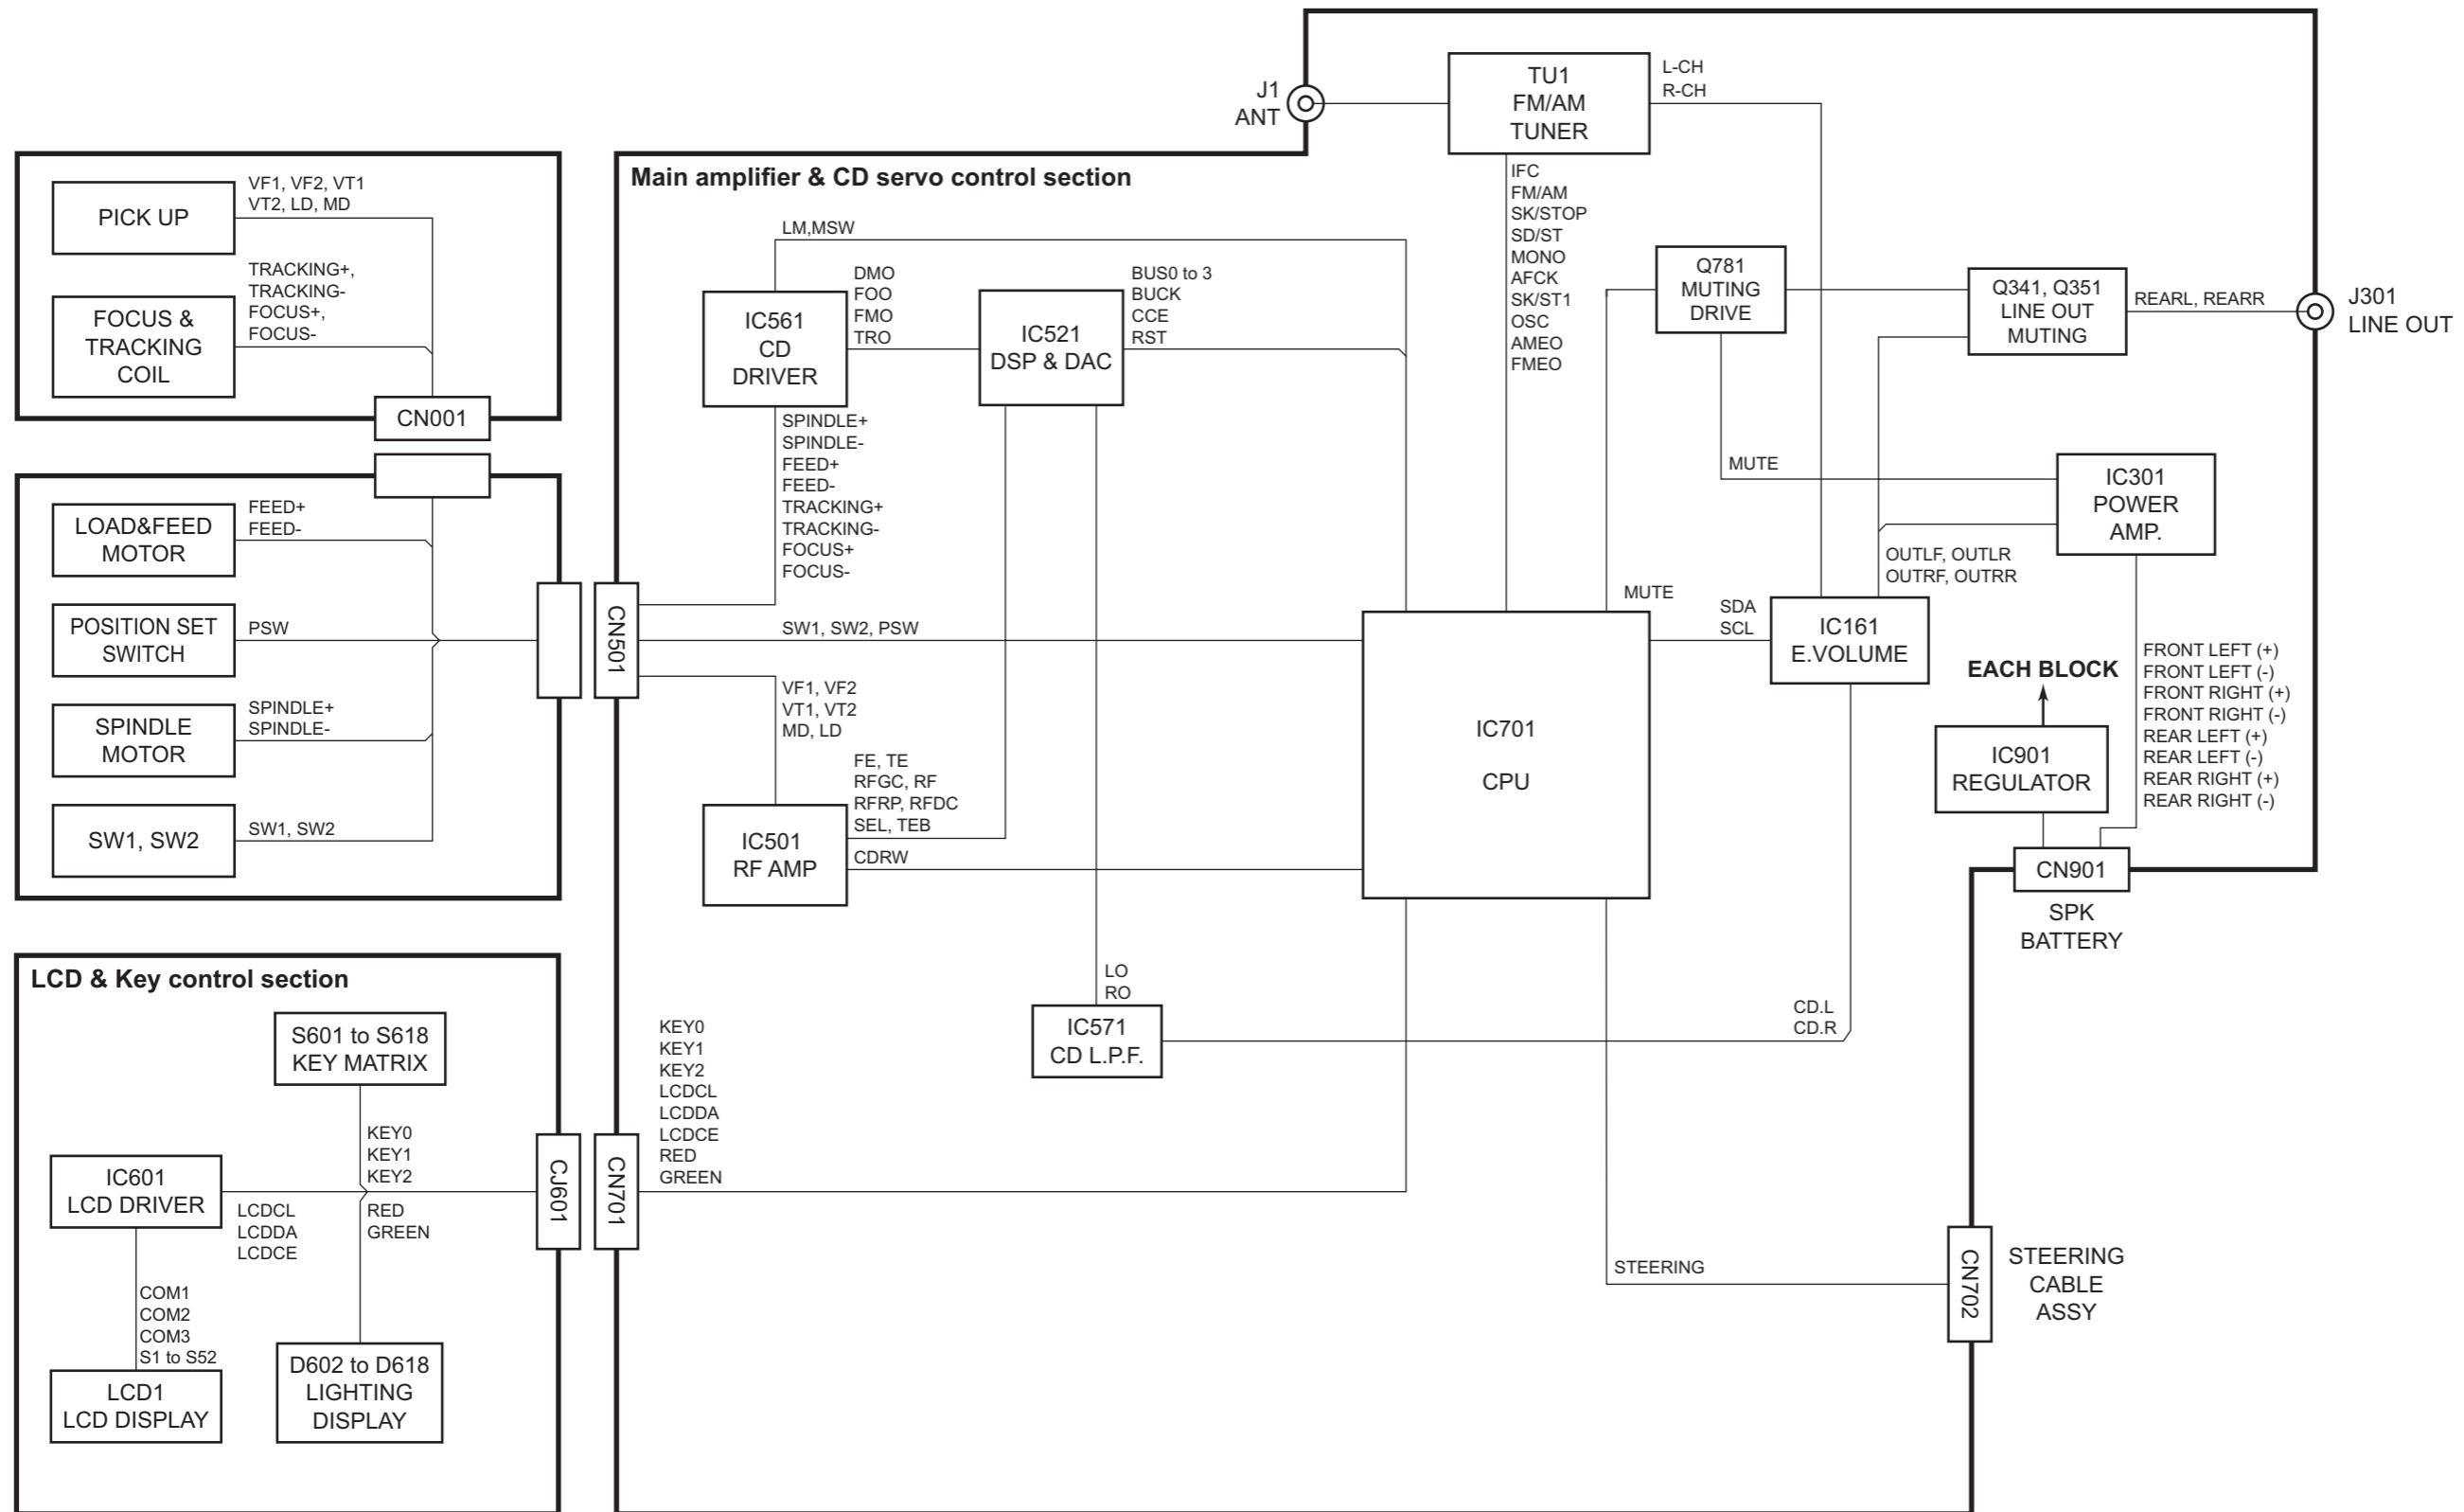 J1
ANT
TU1
FM/AM
TUNER
L-CH
R-CH
IFC
FM/AM
SK/STOP
SD/ST
MONO
AFCK
SK/ST1
OSC
AMEO
FMEO
PICK UP
VF1, VF2, VT1
VT2, LD, MD
FOCUS &
TRACKING
COIL
TRACKING+,
TRACKING-
FOCUS+,
FOCUS-
CN001
LOAD&FEED
MOTOR
FEED+
FEED-
POSITION SET
SWITCH
PSW
SPINDLE
MOTOR
SPINDLE+
SPINDLE-
SW1, SW2
SW1, SW2
Main amplifier & CD servo control section
LM,MSW
IC561
CD
DRIVER
DMO
FOO
FMO
TRO
IC521
DSP & DAC
BUS0 to 3
BUCK
CCE
RST
SPINDLE+
SPINDLE-
FEED+
FEED-
TRACKING+
TRACKING-
FOCUS+
FOCUS-
CN501
SW1, SW2, PSW
VF1, VF2
VT1, VT2
MD, LD
IC501
RF AMP
FE, TE
RFGC, RF
RFRP, RFDC
SEL, TEB
CDRW
IC701
CPU
Q781
MUTING
DRIVE
Q341, Q351
LINE OUT
MUTING
REARL, REARR
J301
LINE OUT
MUTE
IC301
POWER
AMP.
OUTLF, OUTLR
OUTRF, OUTRR
MUTE
SDA
SCL
IC161
E.VOLUME
EACH BLOCK
IC901
REGULATOR
FRONT LEFT (+)
FRONT LEFT (-)
FRONT RIGHT (+)
FRONT RIGHT (-)
REAR LEFT (+)
REAR LEFT (-)
REAR RIGHT (+)
REAR RIGHT (-)
CN901
SPK
BATTERY
LO
RO
IC571
CD L.P.F.
CD.L
CD.R
LCD & Key control section
S601 to S618
KEY MATRIX
KEY0
KEY1
KEY2
IC601
LCD DRIVER
LCDCL
LCDDA
LCDCE
RED
GREEN
COM1
COM2
COM3
S1 to S52
LCD1
LCD DISPLAY
D602 to D618
LIGHTING
DISPLAY
CJ601
CN701
KEY0
KEY1
KEY2
LCDCL
LCDDA
LCDCE
RED
GREEN
STEERING
CN702
STEERING
CABLE
ASSY